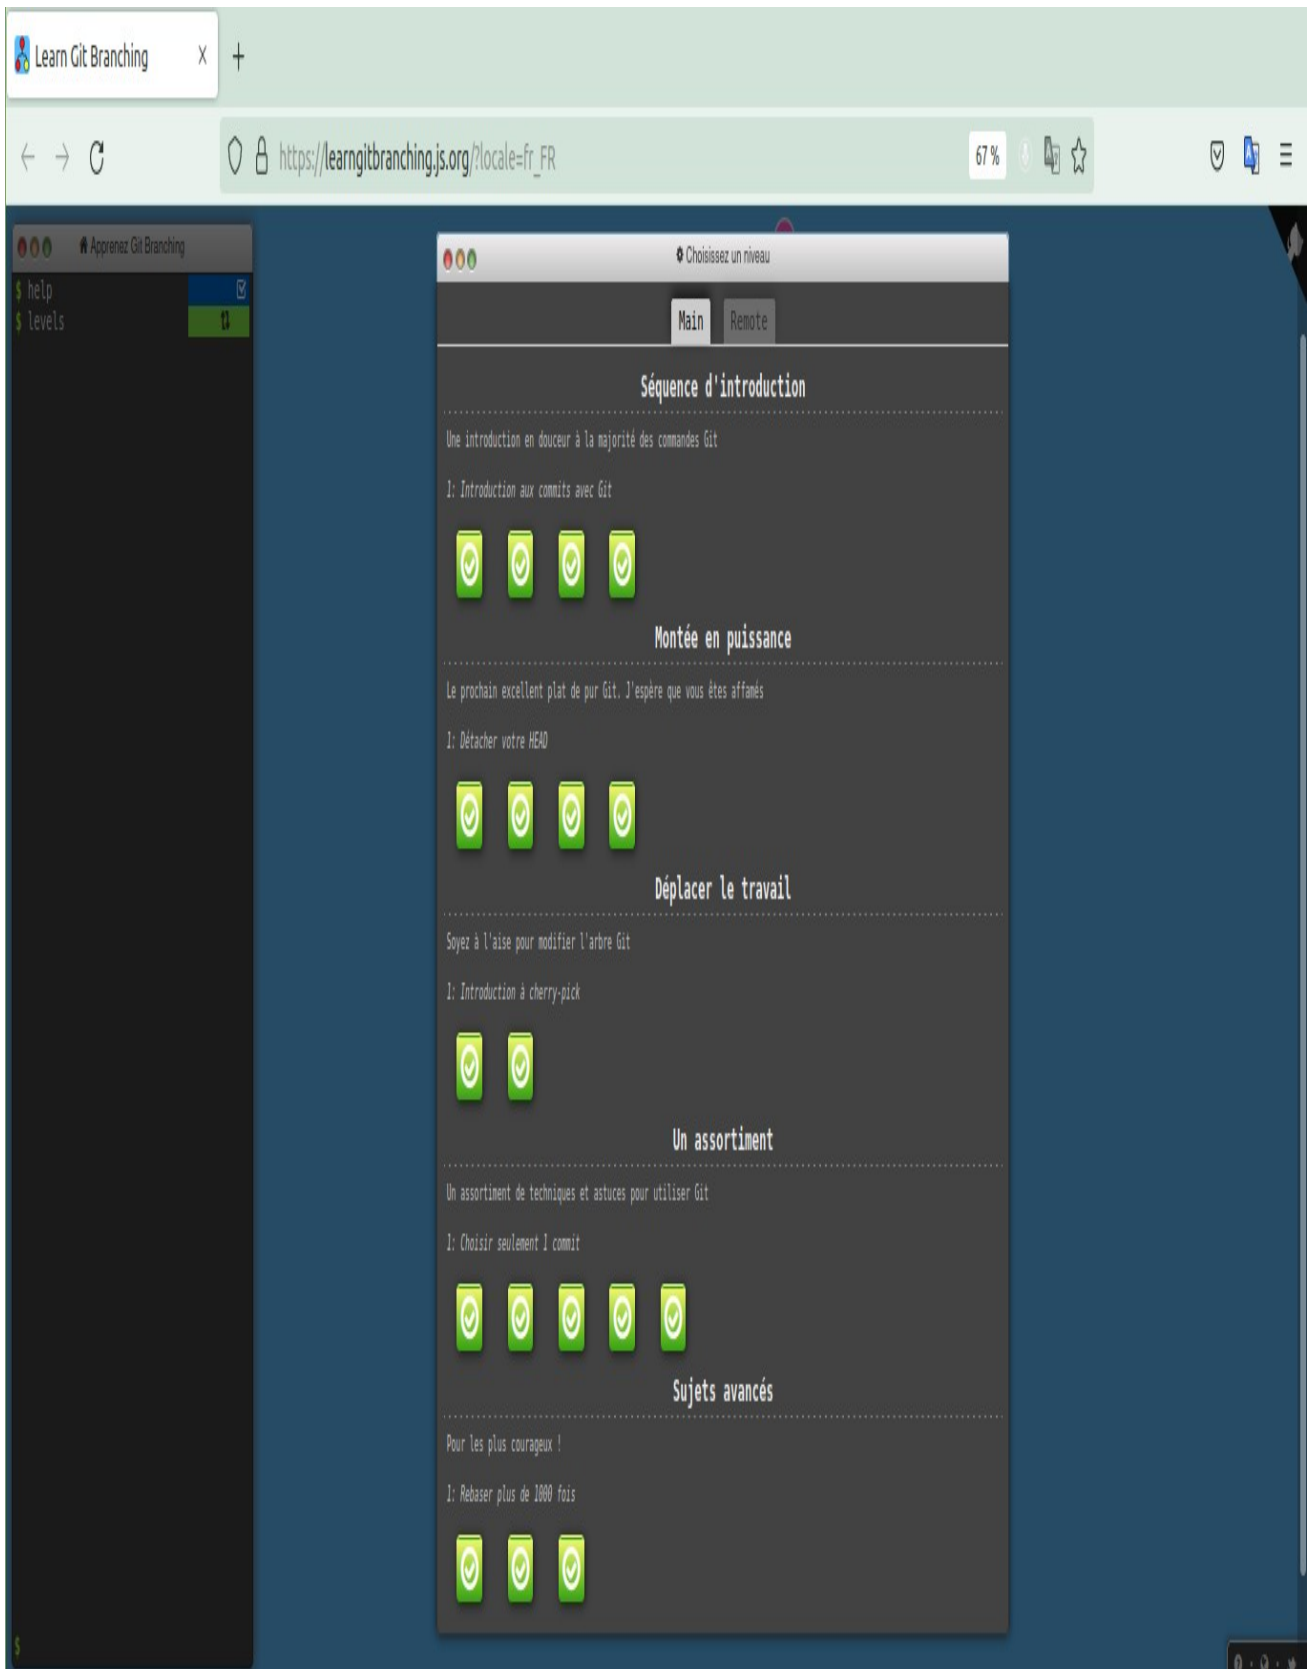 Learn Git Branching
https://learngitbranching.js.org/?locale=fr_FR
67 %
Apprenez Git Branching
$ help
$ levels
$
Choisissez un niveau
Main Remote
Séquence d'introduction
Une introduction en douceur à la majorité des commandes Git
1: Introduction aux commits avec Git
Montée en puissance
Le prochain excellent plat de pur Git. J'espère que vous êtes affamés
1: Détacher votre HEAD
Déplacer le travail
Soyez à l'aise pour modifier l'arbre Git
1: Introduction à cherry-pick
Un assortiment
Un assortiment de techniques et astuces pour utiliser Git
1: Choisir seulement 1 commit
Sujets avancés
Pour les plus courageux !
1: Rebaser plus de 1000 fois